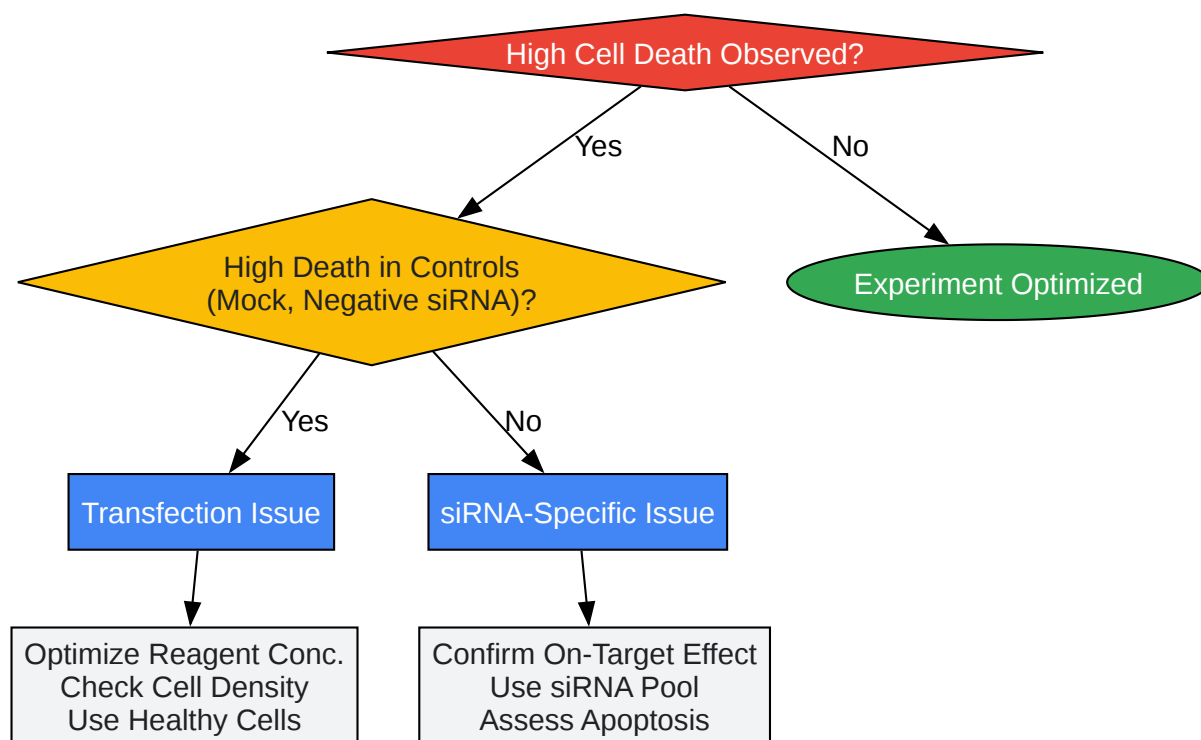 High Cell Death Observed?
Yes
No
High Death in Controls
(Mock, Negative siRNA)?
Experiment Optimized
Yes
No
Transfection Issue
siRNA-Specific Issue
Optimize Reagent Conc.
Check Cell Density
Use Healthy Cells
Confirm On-Target Effect
Use siRNA Pool
Assess Apoptosis